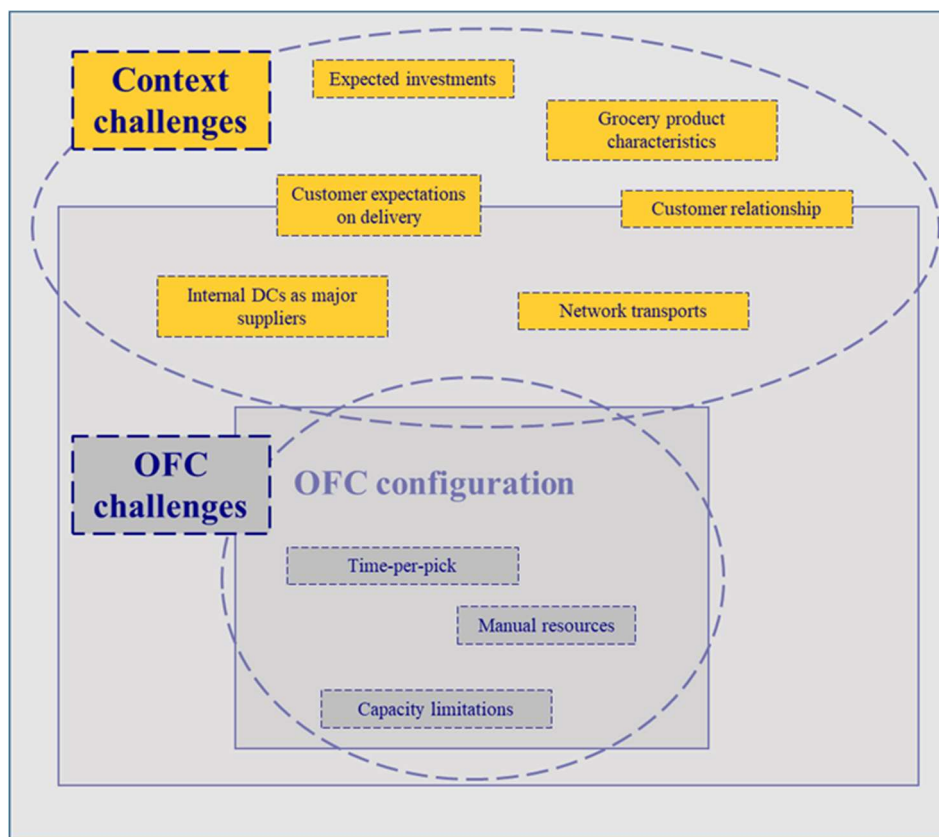 Context
challenges
Expected investments
Grocery product
characteristics
Customer expectations
on delivery
Customer relationship
Internal DCs as major
suppliers
Network transports
OFC
challenges
OFC configuration
Time-per-pick
Manual resources
Capacity limitations